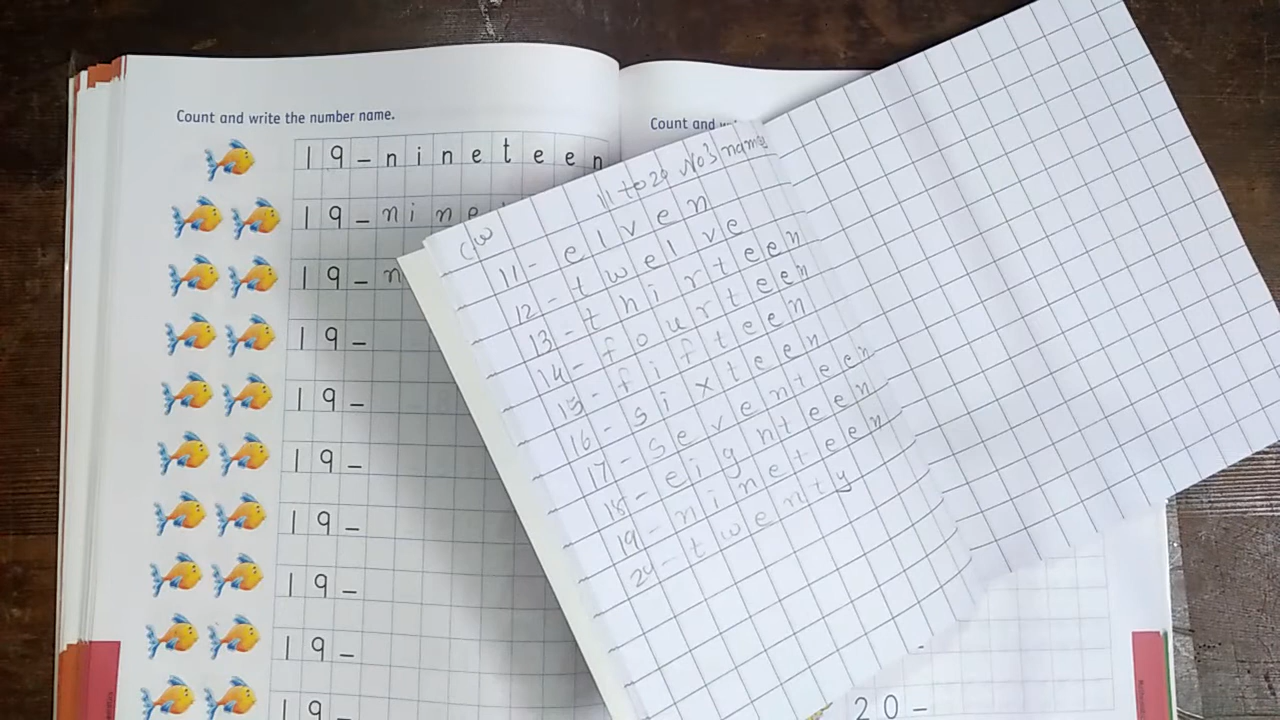 Count and write the number name.
19-nineteen
19-nine
19-n
19-
19-
19-
19-
19-
19-
19-
Count and
20-
CW
11 to 20 No3 names
11- elven
12-twelve
13-thirteen
14-fourteen
15-fifteen
16-sixteen
17-seventeen
18-eignteen
19-nineteen
20-twenty